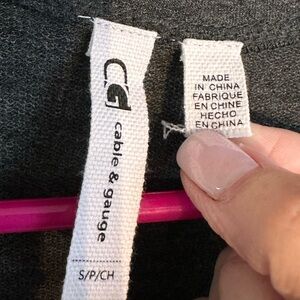 CG
cable & gauge
S/P/CH
MADE
IN CHINA
FABRIQUE
EN CHINE
HECHO
EN CHINA